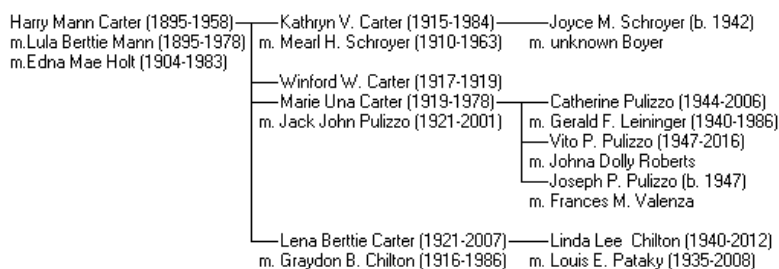 Harry Mann Carter (1895-1958)
m.Lula Berttie Mann (1895-1978)
m.Edna Mae Holt (1904-1983)
Kathryn V. Carter (1915-1984)
m. Mearl H. Schroyer (1910-1963)
Joyce M. Schroyer (b. 1942)
m. unknown Boyer
Winford W. Carter (1917-1919)
Marie Una Carter (1919-1978)
m. Jack John Pulizzo (1921-2001)
Catherine Pulizzo (1944-2006)
m. Gerald F. Leininger (1940-1986)
Vito P. Pulizzo (1947-2016)
m. Johna Dolly Roberts
Joseph P. Pulizzo (b. 1947)
m. Frances M. Valenza
Lena Berttie Carter (1921-2007)
m. Graydon B. Chilton (1916-1986)
Linda Lee Chilton (1940-2012)
m. Louis E. Pataky (1935-2008)